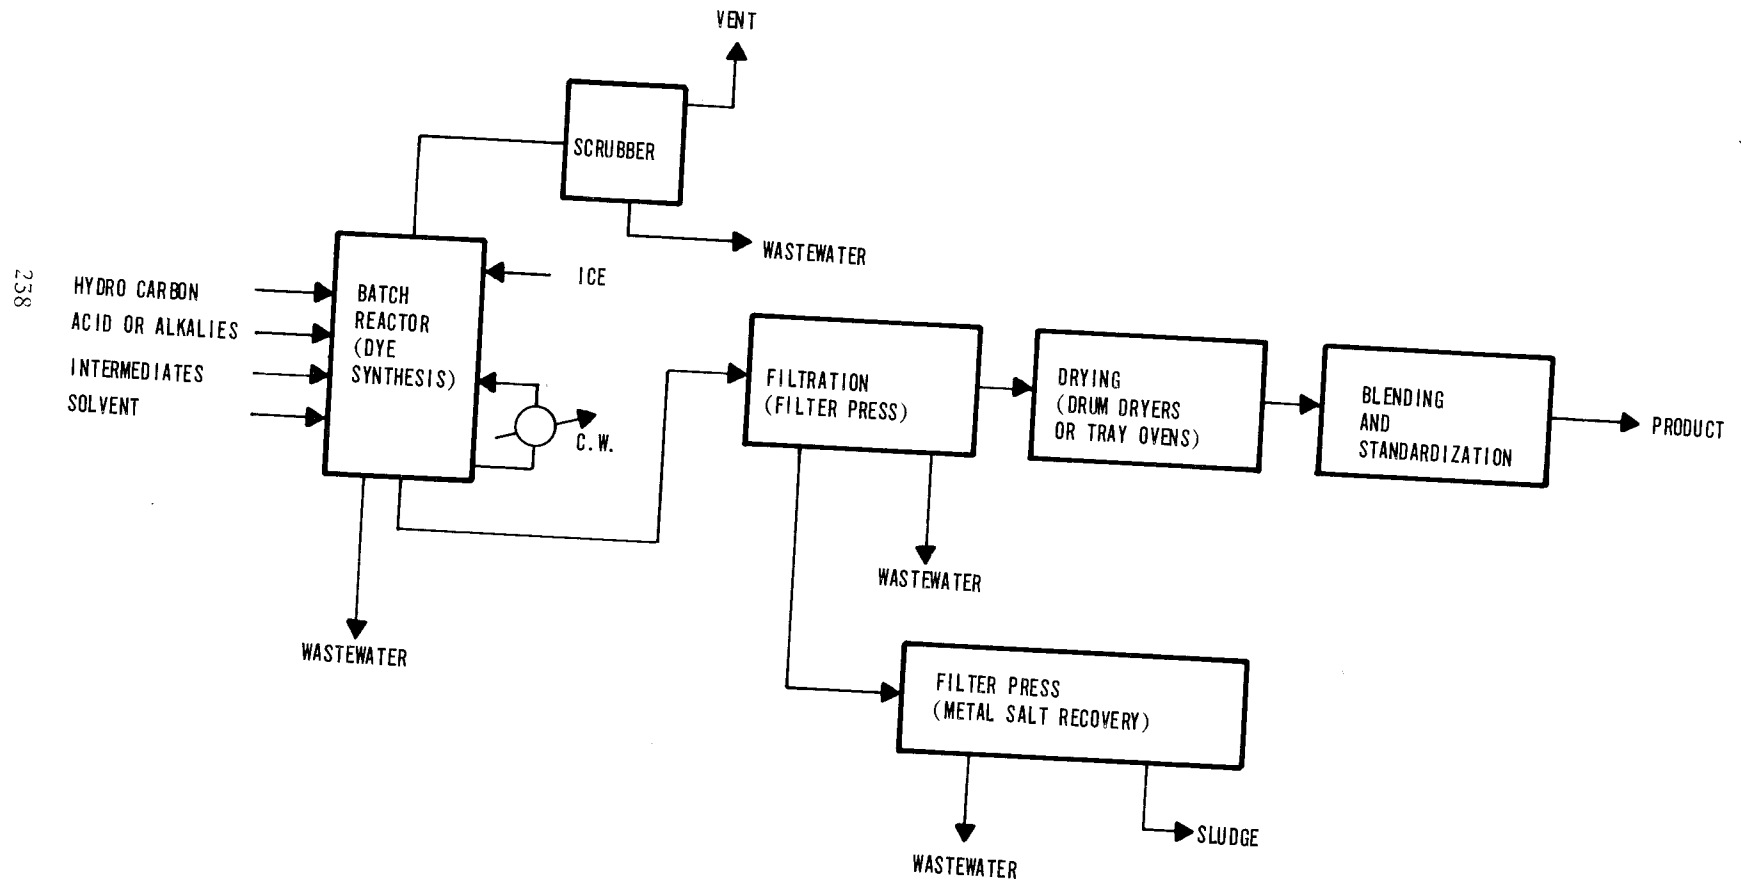 VENT
SCRUBBER
WASTEWATER
ICE
HYDRO CARBON
ACID OR ALKALIES
INTERMEDIATES
SOLVENT
BATCH
REACTOR
(DYE
SYNTHESIS)
C.W.
FILTRATION
(FILTER PRESS)
DRYING
(DRUM DRYERS
OR TRAY OVENS)
BLENDING
AND
STANDARDIZATION
PRODUCT
WASTEWATER
WASTEWATER
FILTER PRESS
(METAL SALT RECOVERY)
SLUDGE
WASTEWATER
238